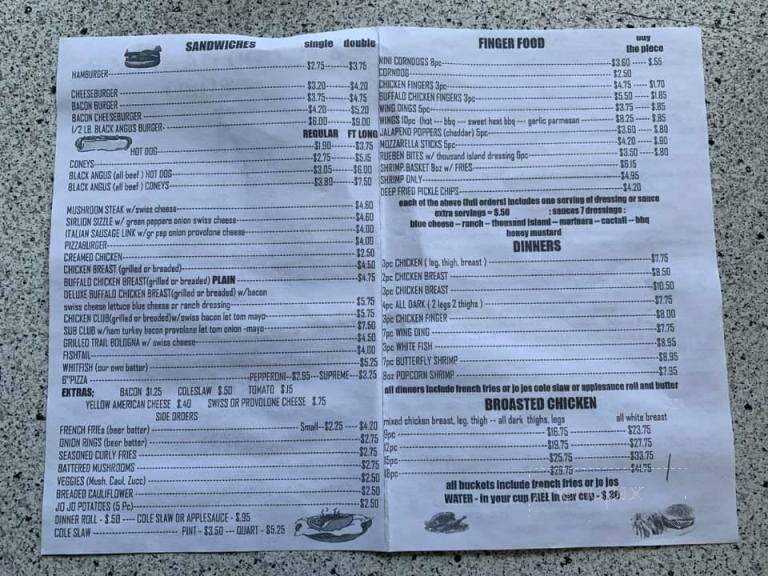 SANDWICHES single double
HAMBURGER $2.75 $3.75
CHEESEBURGER $3.20 $4.20
BACON BURGER $3.75 $4.75
BACON CHEESEBURGER $4.20 $5.20
1/2 LB. BLACK ANGUS BURGER $6.00 $9.00
REGULAR FT LONG
HOT DOG $1.90 $3.75
CONEYS $2.75 $5.15
BLACK ANGUS (all beef) HOT DOG $3.05 $6.00
BLACK ANGUS (all beef) CONEYS $3.80 $7.50
MUSHROOM STEAK w/swiss cheese $4.60
SIRLION SIZZLE w/ green peppers onion swiss cheese $4.60
ITALIAN SAUSAGE LINK w/gr pep onion provolone cheese $4.00
PIZZABURGER $4.00
CREAMED CHICKEN $2.50
CHICKEN BREAST (grilled or breaded) $4.50
BUFFALO CHICKEN BREAST(grilled or breaded) PLAIN $4.75
DELUXE BUFFALO CHICKEN BREAST(grilled or breaded) w/bacon
swiss cheese lettuce blue cheese or ranch dressing $5.75
CHICKEN CLUB(grilled or breaded)w/swiss bacon let tom mayo $5.75
SUB CLUB w/ham turkey bacon provolone let tom onion -mayo $7.50
GRILLED TRAIL BOLOGNA w/ swiss cheese $4.50
FISHTAIL $4.00
WHITFISH (our own batter) $5.25
6"PIZZA PEPPERONI--$2.65--SUPREME---$3.25
EXTRAS; BACON $1.25 COLESLAW $.50 TOMATO $.15
YELLOW AMERICAN CHEESE $.40 SWISS OR PROVOLONE CHEESE $.75
SIDE ORDERS
FRENCH FRIEs (beer batter) Small--$2.25 ---- $4.20
ONION RINGS (beer batter) $2.75
SEASONED CURLY FRIES $2.75
BATTERED MUSHROOMS $2.75
VEGGIES (Mush, Caul, Zucc) $2.50
BREADED CAULIFLOWER $2.50
JO JO POTATOES (5 Pc) $2.50
DINNER ROLL - $.50 ---- COLE SLAW OR APPLESAUCE - $.95
COLE SLAW PINT - $3.50 --- QUART - $5.25
FINGER FOOD buy
the piece
MINI CORNDOGS 8pc $3.60 $.55
CORNDOG $2.50
CHICKEN FINGERS 3pc $4.75 $1.70
BUFFALO CHICKEN FINGERS 3pc $5.50 $1.85
WING DINGS 5pc $3.75 $.85
WINGS 10pc (hot --- bbq --- sweet heat bbq --- garlic parmesan $8.25 $.85
JALAPENO POPPERS (cheddar) 5pc $3.60 $.80
MOZZARELLA STICKS 5pc $4.20 $.90
RUEBEN BITES w/ thousand island dressing 6pc $3.50 $.80
SHRIMP BASKET 8oz w/ FRIES $6.15
SHRIMP ONLY $4.95
DEEP FRIED PICKLE CHIPS $4.20
each of the above (full orders) includes one serving of dressing or sauce
extra servings -- $.50 : sauces 7 dressings :
blue cheese -- ranch -- thousand island -- marinara -- coctail -- bbq
honey mustard
DINNERS
3pc CHICKEN ( leg, thigh, breast ) $7.75
2pc CHICKEN BREAST $8.50
3pc CHICKEN BREAST $10.50
4pc ALL DARK ( 2 legs 2 thighs ) $7.75
3pc CHICKEN FINGER $8.00
7pc WING DING $7.75
3pc WHITE FISH $8.95
7pc BUTTERFLY SHRIMP $8.95
8oz POPCORN SHRIMP $7.95
all dinners include french fries or jo jos cole slaw or applesauce roll and butter
BROASTED CHICKEN
mixed chicken breast, leg, thigh -- all dark thighs, legs all white breast
9pc $16.75 $23.75
12pc $19.75 $27.75
15pc $25.75 $33.75
18pc $29.75 $41.75
all buckets include french fries or jo jos
WATER - in your cup FREE in our cup - $.30